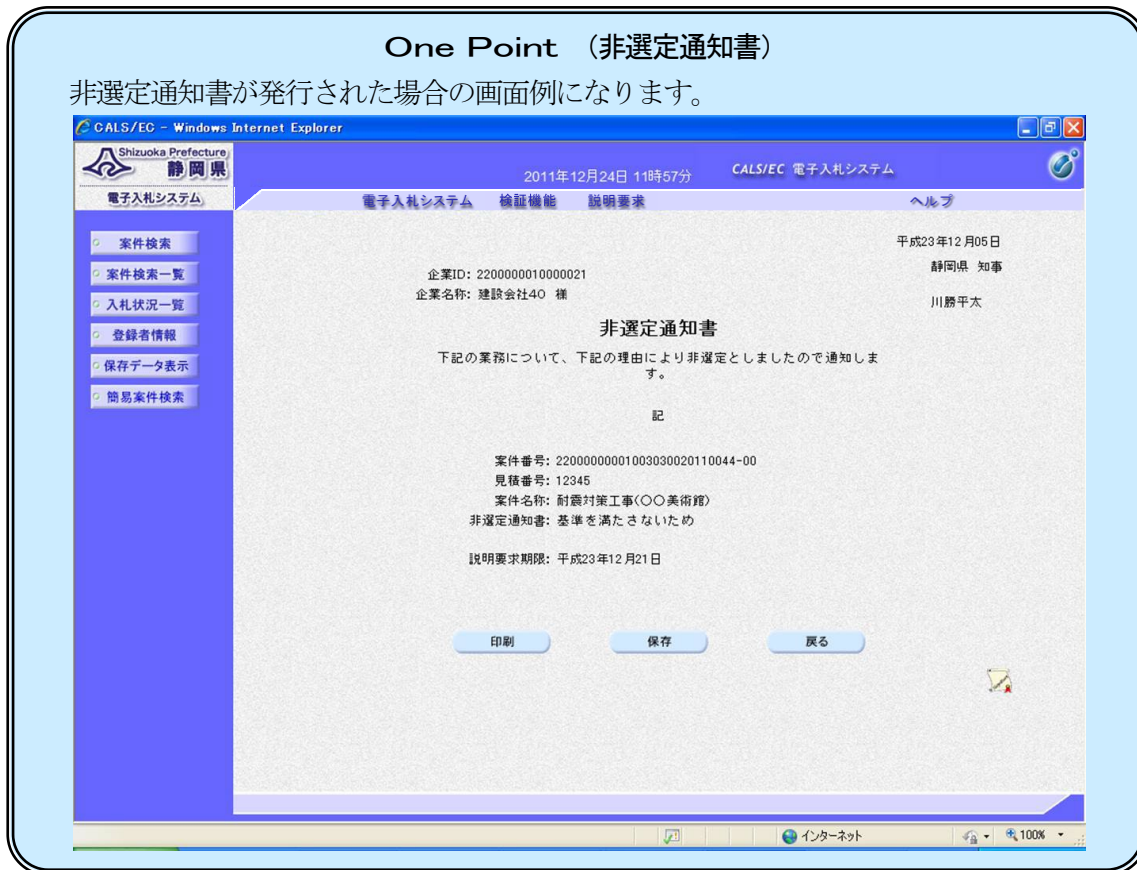 One Point （非選定通知書）
非選定通知書が発行された場合の画面例になります。
CALS/EC - Windows Internet Explorer
Shizuoka Prefecture
静岡県
2011年12月24日 11時57分
CALS/EC 電子入札システム
電子入札システム
電子入札システム 検証機能 説明要求 ヘルプ
案件検索
案件検索一覧
入札状況一覧
登録者情報
保存データ表示
簡易案件検索
平成23年12月05日
静岡県 知事
川勝平太
企業ID: 2200000010000021
企業名称: 建設会社40 様
非選定通知書
下記の業務について、下記の理由により非選定としましたので通知しま
す。
記
案件番号: 22000000001003030020110044-00
見積番号: 12345
案件名称: 耐震対策工事(〇〇美術館)
非選定通知書: 基準を満たさないため
説明要求期限: 平成23年12月21日
印刷 保存 戻る
インターネット 100%